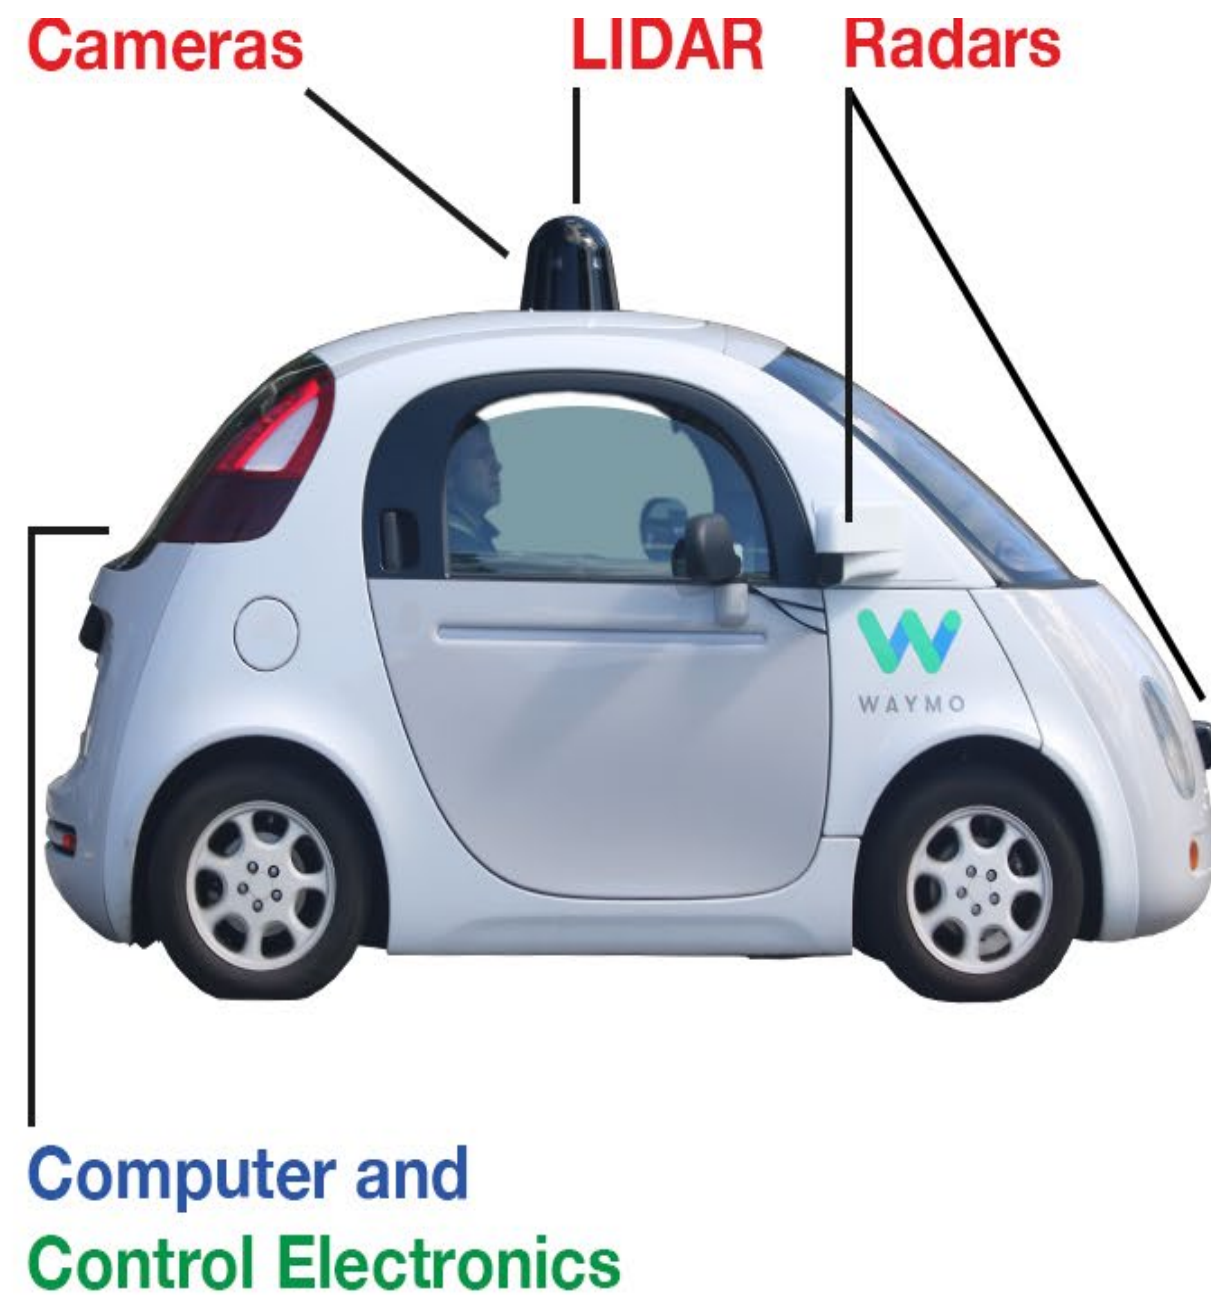 Cameras
LIDAR
Radars
WAYMO
Computer and
Control Electronics